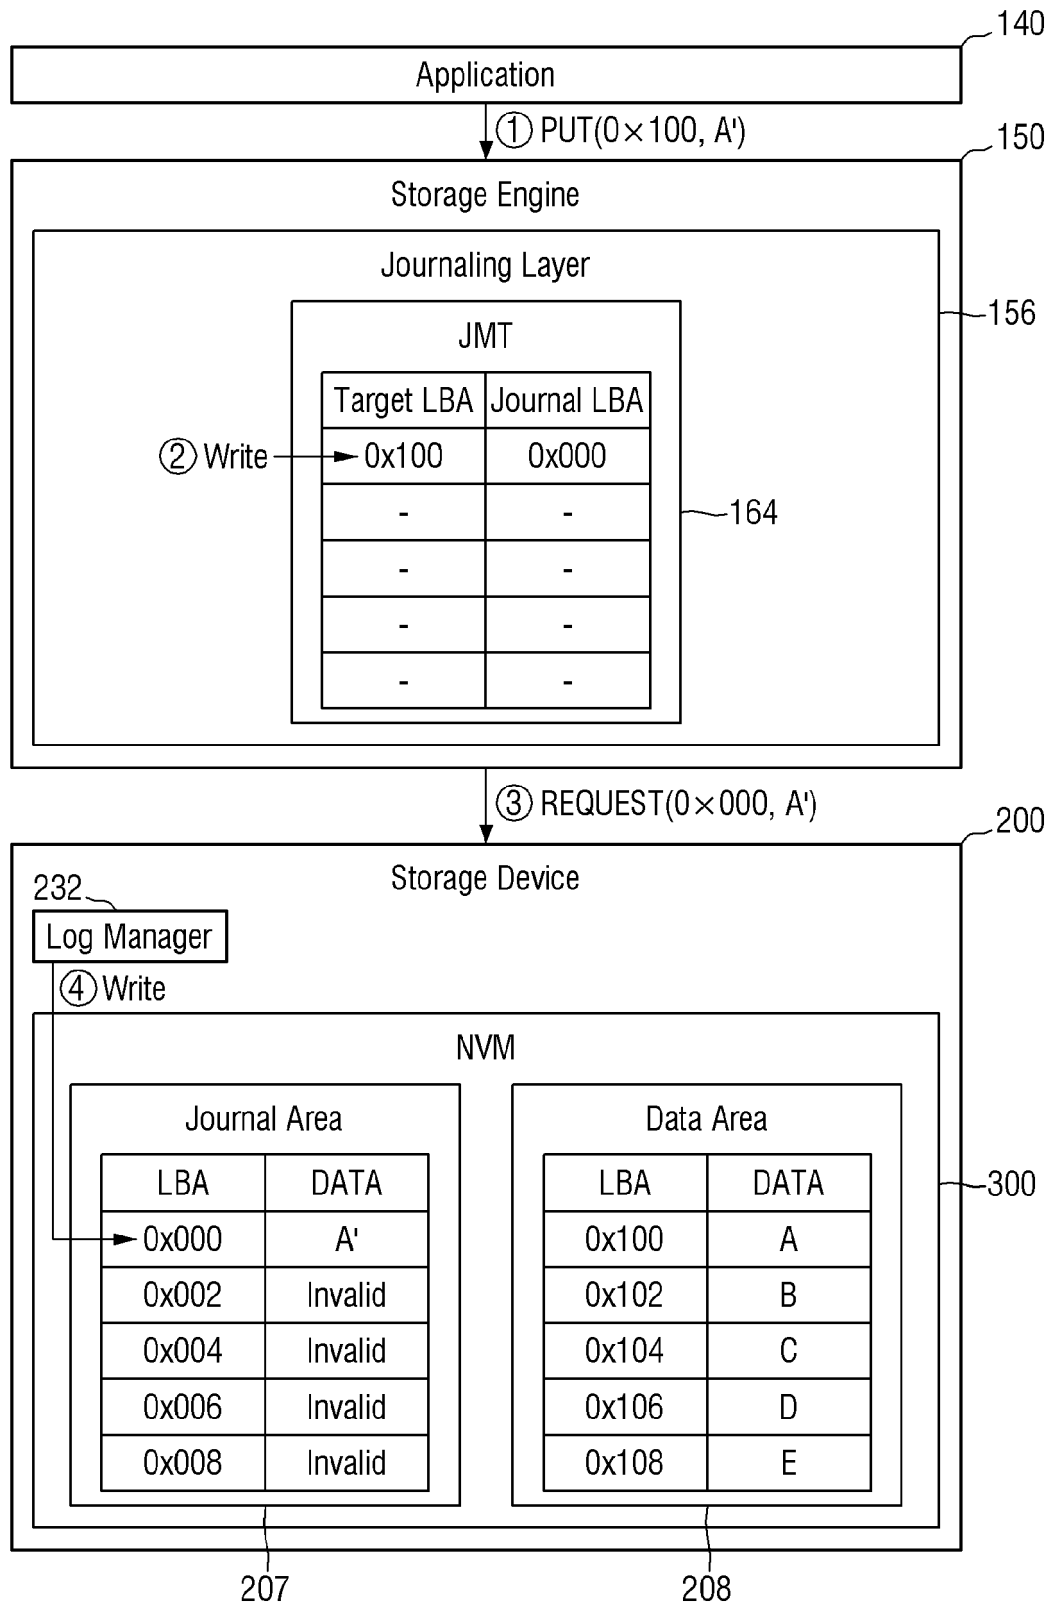 140
Application
① PUT(0×100, A')
150
Storage Engine
Journaling Layer
156
JMT
Target LBA Journal LBA
② Write 0x100 0x000
- -
164
- -
- -
- -
③ REQUEST(0×000, A')
200
Storage Device
232
Log Manager
④ Write
NVM
Journal Area Data Area
LBA DATA LBA DATA
300
0x000 A' 0x100 A
0x002 Invalid 0x102 B
0x004 Invalid 0x104 C
0x006 Invalid 0x106 D
0x008 Invalid 0x108 E
207 208